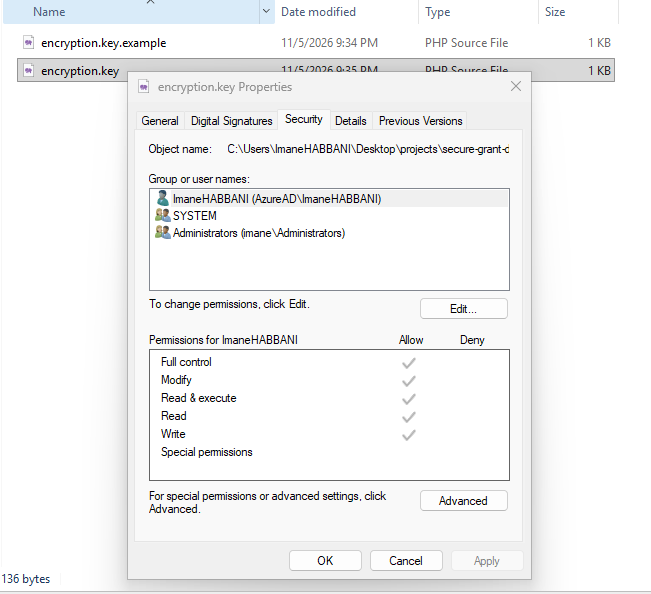 Name Date modified Type Size
encryption.key.example 11/5/2026 9:34 PM PHP Source File 1 KB
encryption.key 11/5/2026 9:35 PM PHP Source File 1 KB
encryption.key Properties
General Digital Signatures Security Details Previous Versions
Object name: C:\Users\ImaneHABBANI\Desktop\projects\secure-grant-d
Group or user names:
ImaneHABBANI (AzureAD\ImaneHABBANI)
SYSTEM
Administrators (imane\Administrators)
To change permissions, click Edit.
Edit...
Permissions for ImaneHABBANI Allow Deny
Full control
Modify
Read & execute
Read
Write
Special permissions
For special permissions or advanced settings, click
Advanced.
Advanced
OK Cancel Apply
136 bytes